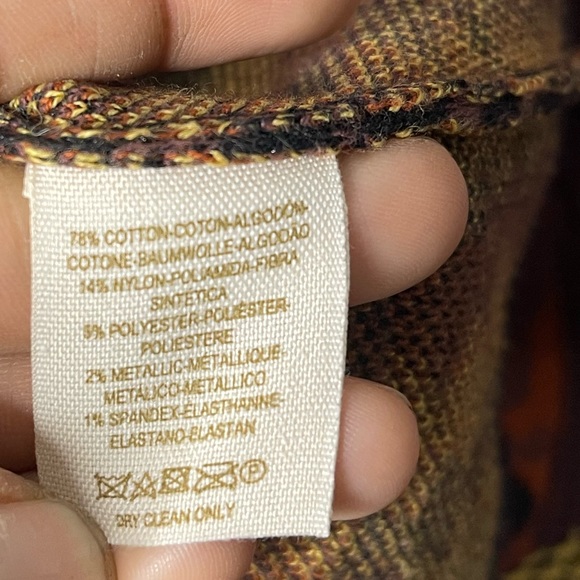 78% COTTON-COTON-ALGODON-
COTONE-BAUMWOLLE-ALGODAO
14% NYLON-POLIAMIDA-FIBRA
SINTETICA
5% POLYESTER-POLIESTER-
POLIESTERE
2% METALLIC-METALLIQUE-
METALICO-METALLICO
1% SPANDEX-ELASTHANNE-
ELASTANO-ELASTAN
P
DRY CLEAN ONLY